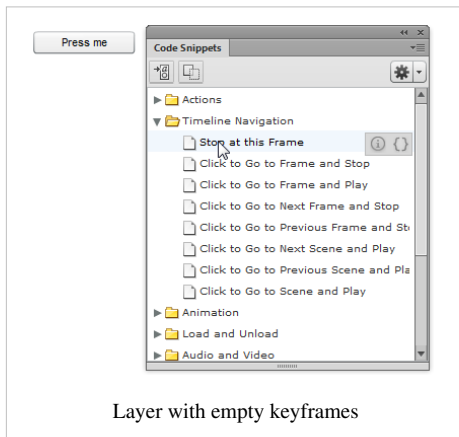 Press me
Code Snippets
Actions
Timeline Navigation
Stop at this Frame
Click to Go to Frame and Stop
Click to Go to Frame and Play
Click to Go to Next Frame and Stop
Click to Go to Previous Frame and Sto
Click to Go to Next Scene and Play
Click to Go to Previous Scene and Pla
Click to Go to Scene and Play
Animation
Load and Unload
Audio and Video
Layer with empty keyframes